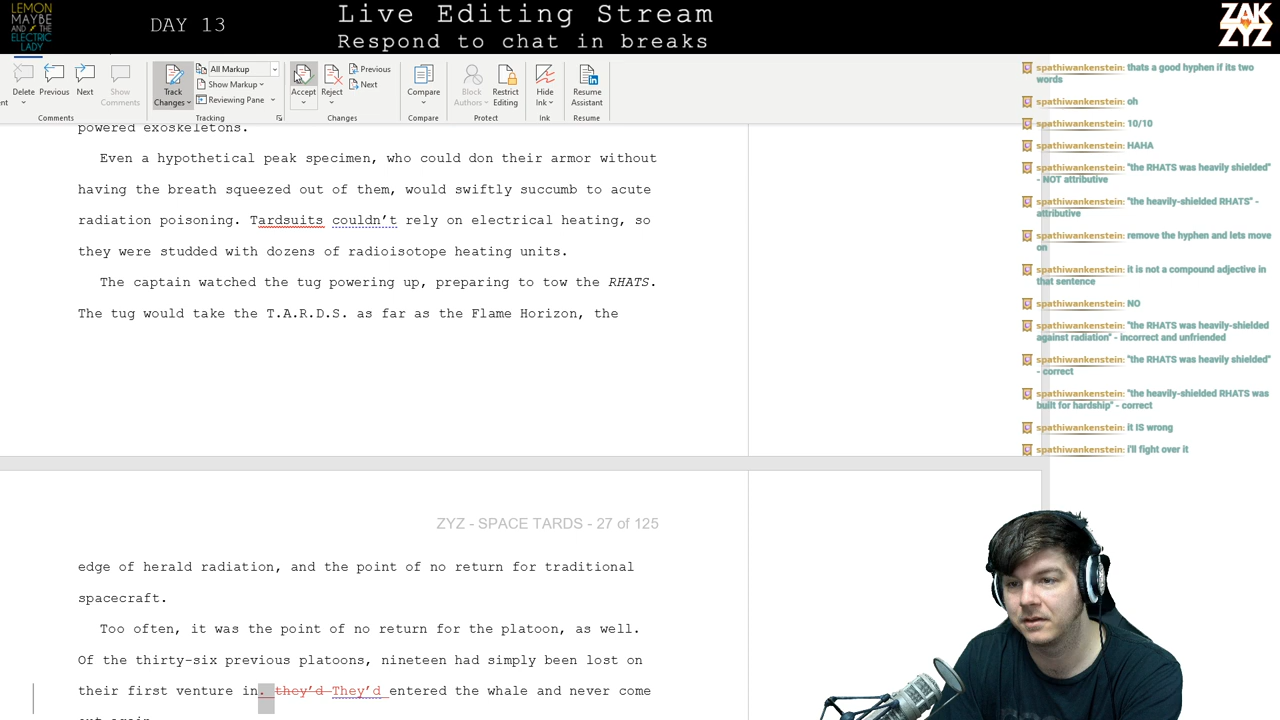 LEMON
MAYBE
AND THE
ELECTRIC
LADY
DAY 13
Live Editing Stream
Respond to chat in breaks
ZAK
ZYZ
Delete
Previous
Next
Show
Comments
Comments
Track
Changes
All Markup
Show Markup
Reviewing Pane
Tracking
Accept
Reject
Previous
Next
Changes
Compare
Compare
Block
Authors
Restrict
Editing
Protect
Hide
Ink
Ink
Resume
Assistant
Resume
powered exoskeletons.
Even a hypothetical peak specimen, who could don their armor without
having the breath squeezed out of them, would swiftly succumb to acute
radiation poisoning. Tardsuits couldn't rely on electrical heating, so
they were studded with dozens of radioisotope heating units.
The captain watched the tug powering up, preparing to tow the RHATS.
The tug would take the T.A.R.D.S. as far as the Flame Horizon, the
ZYZ - SPACE TARDS - 27 of 125
edge of herald radiation, and the point of no return for traditional
spacecraft.
Too often, it was the point of no return for the platoon, as well.
Of the thirty-six previous platoons, nineteen had simply been lost on
their first venture in. they'd They'd entered the whale and never come
out again.
spathiwankenstein: thats a good hyphen if its two
words
spathiwankenstein: oh
spathiwankenstein: 10/10
spathiwankenstein: HAHA
spathiwankenstein: "the RHATS was heavily shielded"
- NOT attributive
spathiwankenstein: "the heavily-shielded RHATS" -
attributive
spathiwankenstein: remove the hyphen and lets move
on
spathiwankenstein: it is not a compound adjective in
that sentence
spathiwankenstein: NO
spathiwankenstein: "the RHATS was heavily-shielded
against radiation" - incorrect and unfriended
spathiwankenstein: "the RHATS was heavily shielded"
- correct
spathiwankenstein: "the heavily-shielded RHATS was
built for hardship" - correct
spathiwankenstein: it IS wrong
spathiwankenstein: i'll fight over it